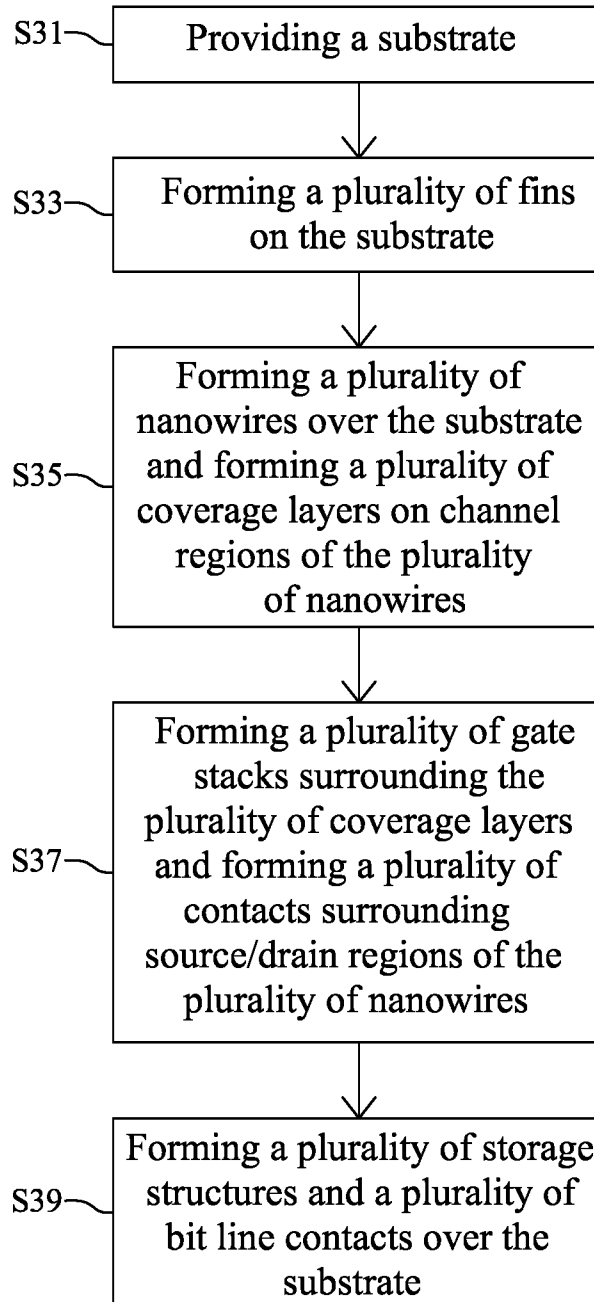 S31
Providing a substrate
S33
Forming a plurality of fins
on the substrate
Forming a plurality of
nanowires over the substrate
and forming a plurality of
S35
coverage layers on channel
regions of the plurality
of nanowires
Forming a plurality of gate
stacks surrounding the
plurality of coverage layers
S37
and forming a plurality of
contacts surrounding
source/drain regions of the
plurality of nanowires
Forming a plurality of storage
S39
structures and a plurality of
bit line contacts over the
substrate